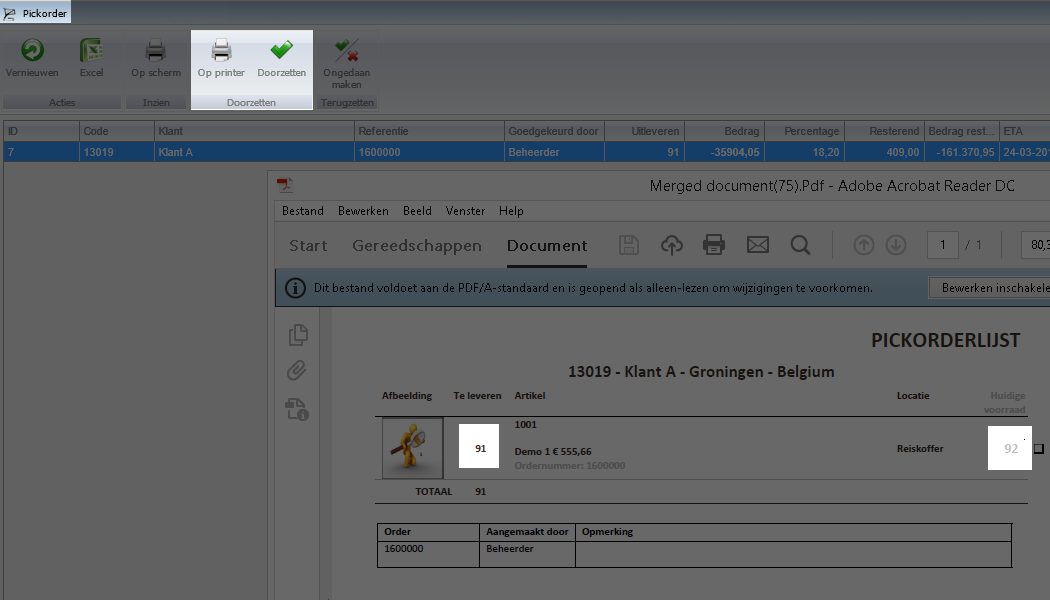 Pickorder
Vernieuwen Excel Op scherm Op printer Doorzetten Ongedaan
maken
Acties Inzien Doorzetten Terugzetten
ID Code Klant Referentie Goedgekeurd door Uitleveren Bedrag Percentage Resterend Bedrag rest... ETA
7 13019 Klant A 1600000 Beheerder 91 -35904,05 18,20 409,00 -161.370,95 24-03-201
Merged document(75).Pdf - Adobe Acrobat Reader DC
Bestand Bewerken Beeld Venster Help
Start Gereedschappen Document 1 / 1 80,3
Dit bestand voldoet aan de PDF/A-standaard en is geopend als alleen-lezen om wijzigingen te voorkomen. Bewerken inschakele
PICKORDERLIJST
13019 - Klant A - Groningen - Belgium
Afbeelding Te leveren Artikel Locatie Huidige
voorraad
1001
91 Demo 1 € 555,66 Reiskoffer 92
Ordernummer: 1600000
TOTAAL 91
Order Aangemaakt door Opmerking
1600000 Beheerder